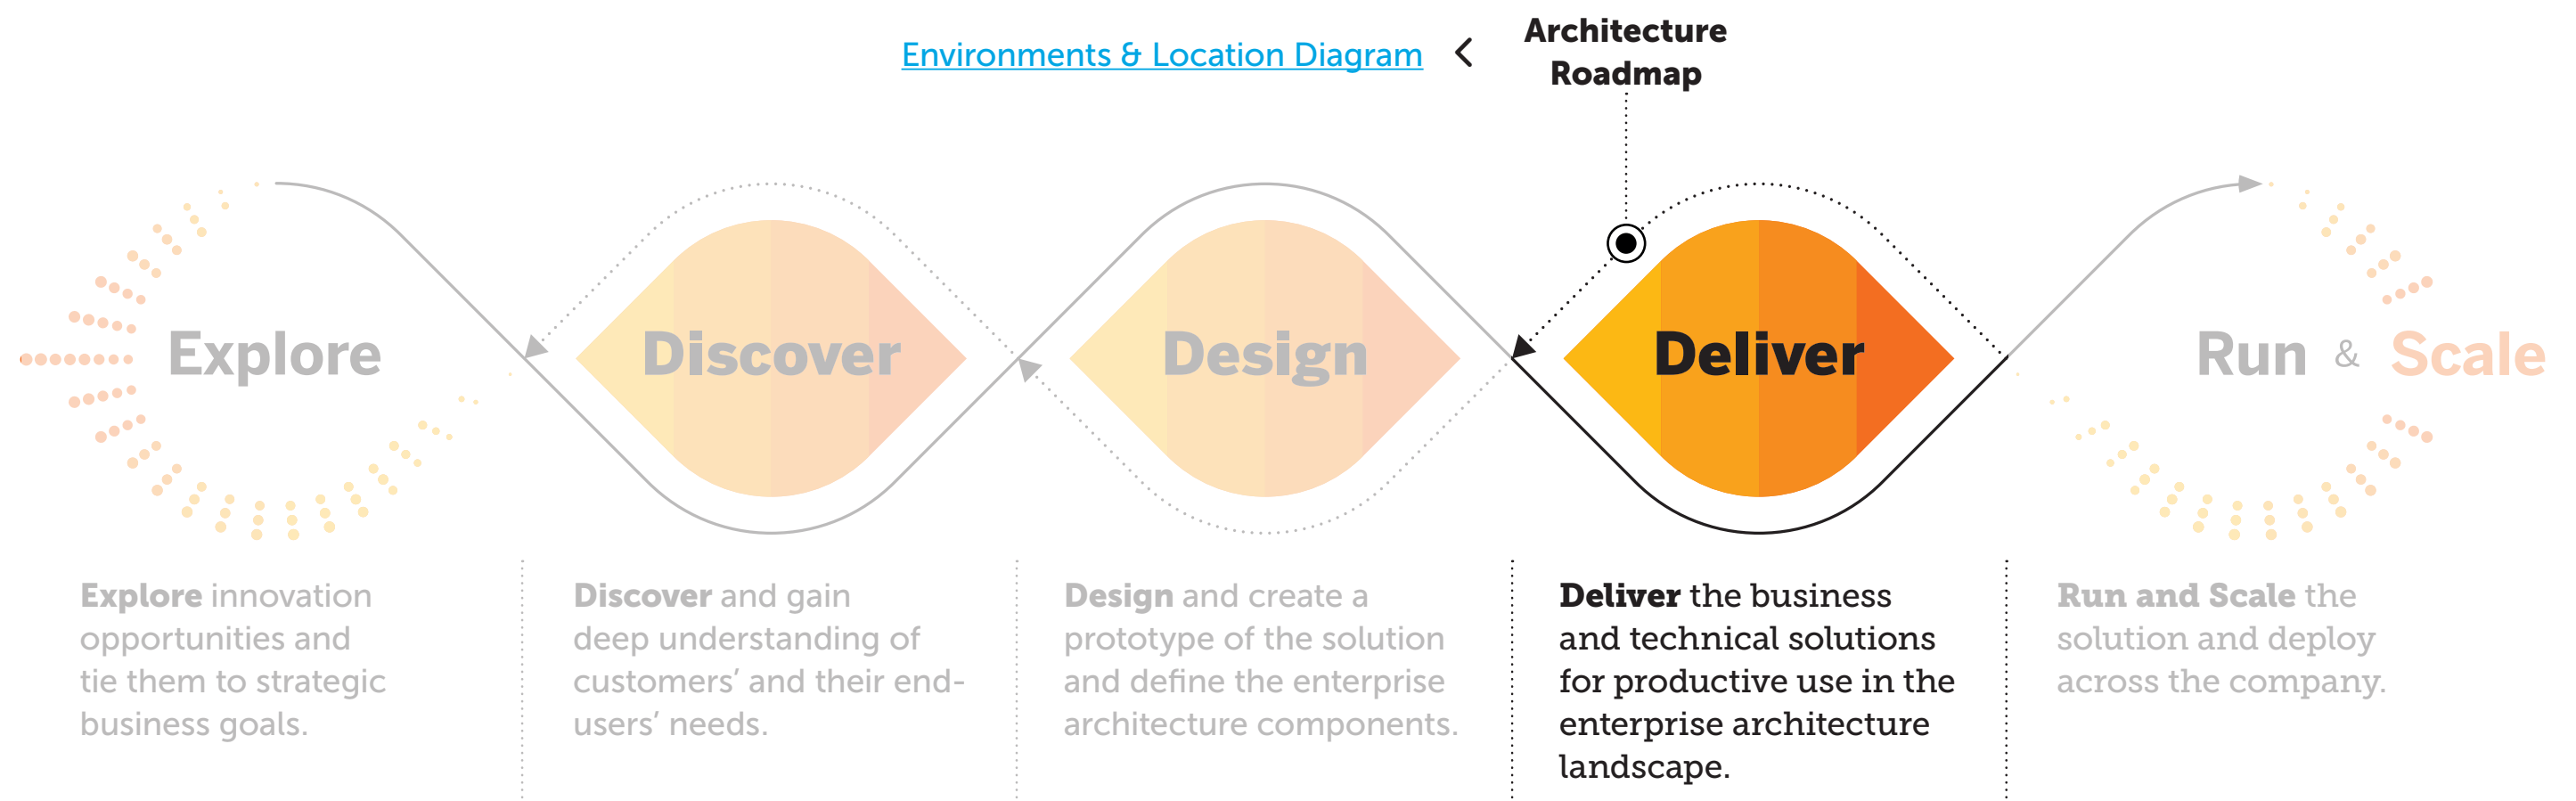 Environments & Location Diagram
Architecture
Roadmap
Explore
Discover
Design
Deliver
Run & Scale
Explore innovation
opportunities and
tie them to strategic
business goals.
Discover and gain
deep understanding of
customers’ and their end-
users’ needs.
Design and create a
prototype of the solution
and define the enterprise
architecture components.
Deliver the business
and technical solutions
for productive use in the
enterprise architecture
landscape.
Run and Scale the
solution and deploy
across the company.